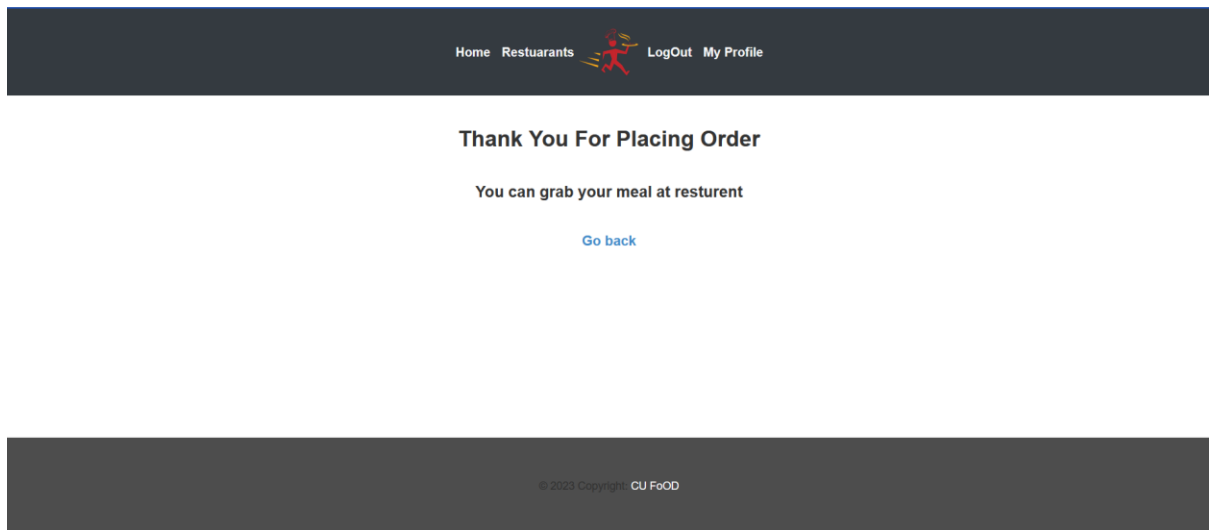 Home Restuarants LogOut My Profile
Thank You For Placing Order
You can grab your meal at resturent
Go back
© 2023 Copyright: CU FoOD